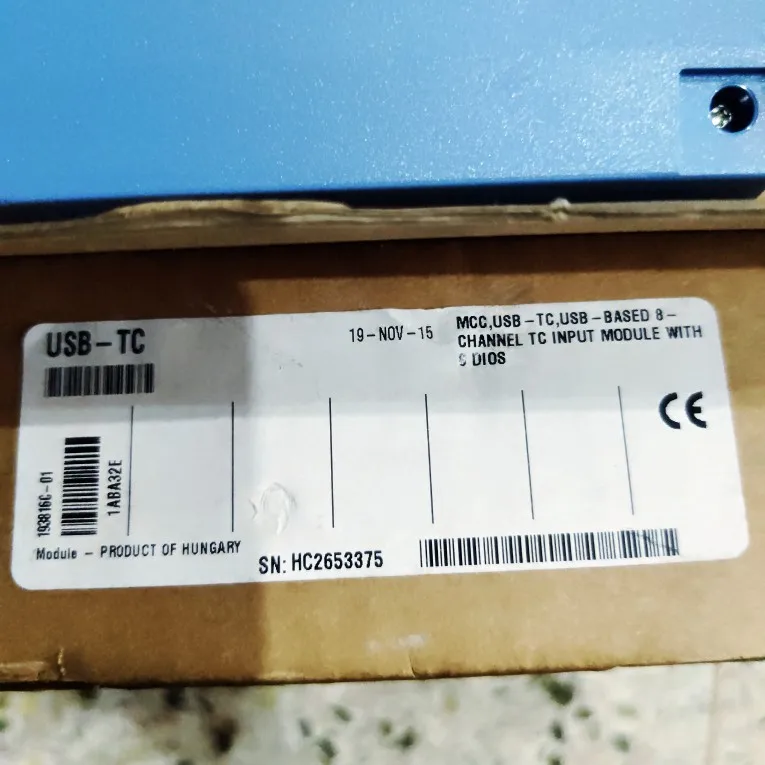 USB-TC
19-NOV-15
MCC,USB-TC,USB-BASED 8-
CHANNEL TC INPUT MODULE WITH
DIOS
CE
193816C-01
1ABA32E
Module - PRODUCT OF HUNGARY
SN: HC2653375